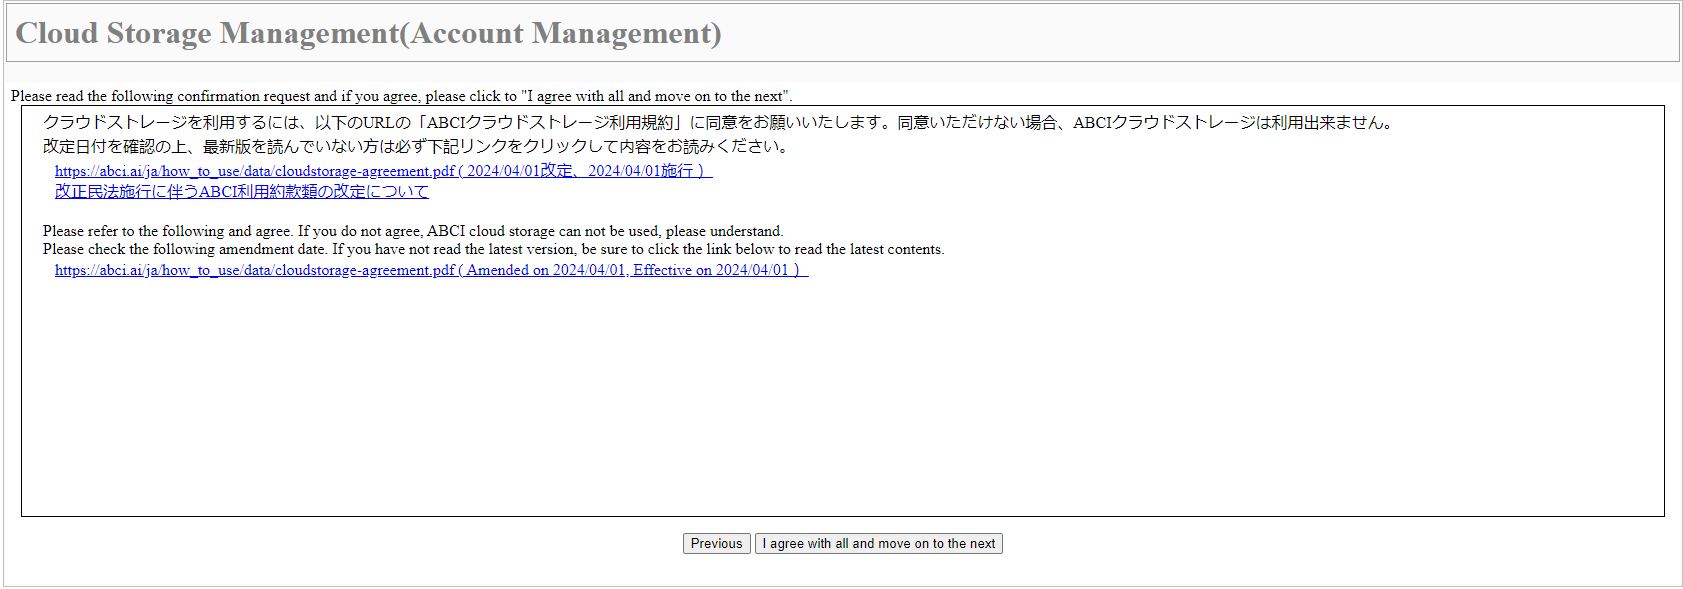 Cloud Storage Management(Account Management)
Please read the following confirmation request and if you agree, please click to "I agree with all and move on to the next".
クラウドストレージを利用するには、以下のURLの「ABCIクラウドストレージ利用規約」に同意をお願いいたします。同意いただけない場合、ABCIクラウドストレージは利用出来ません。
改定日付を確認の上、最新版を読んでいない方は必ず下記リンクをクリックして内容をお読みください。
https://abci.ai/ja/how_to_use/data/cloudstorage-agreement.pdf ( 2024/04/01改定、2024/04/01施行 )
改正民法施行に伴うABCI利用約款類の改定について
Please refer to the following and agree. If you do not agree, ABCI cloud storage can not be used, please understand.
Please check the following amendment date. If you have not read the latest version, be sure to click the link below to read the latest contents.
https://abci.ai/ja/how_to_use/data/cloudstorage-agreement.pdf ( Amended on 2024/04/01, Effective on 2024/04/01 )
Previous I agree with all and move on to the next